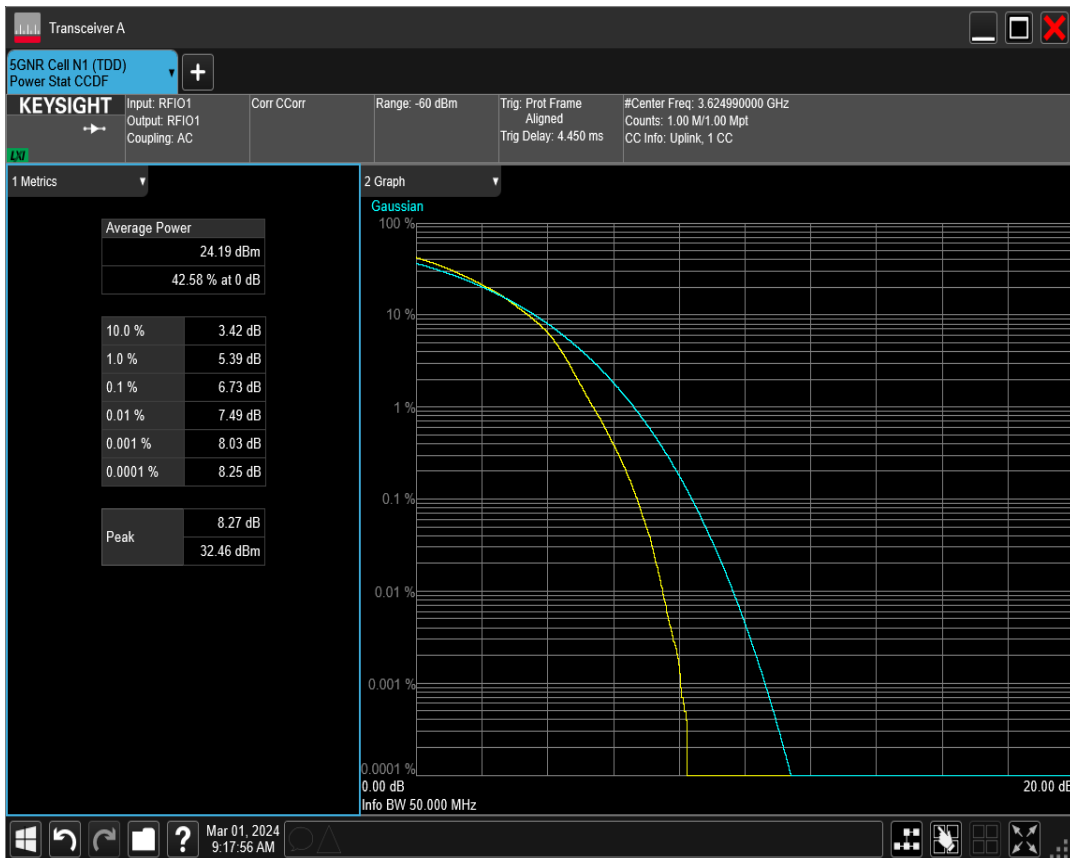 Transceiver A
5GNR Cell N1 (TDD)
Power Stat CCDF
KEYSIGHT
LXI
Input: RFIO1
Output: RFIO1
Coupling: AC
Corr CCorr
Range: -60 dBm
Trig: Prot Frame
Aligned
Trig Delay: 4.450 ms
#Center Freq: 3.624990000 GHz
Counts: 1.00 M/1.00 Mpt
CC Info: Uplink, 1 CC
1 Metrics
Average Power
24.19 dBm
42.58 % at 0 dB
10.0 % 3.42 dB
1.0 % 5.39 dB
0.1 % 6.73 dB
0.01 % 7.49 dB
0.001 % 8.03 dB
0.0001 % 8.25 dB
Peak
8.27 dB
32.46 dBm
2 Graph
Gaussian
100 %
10 %
1 %
0.1 %
0.01 %
0.001 %
0.0001 %
0.00 dB 20.00 dB
Info BW 50.000 MHz
?
Mar 01, 2024
9:17:56 AM